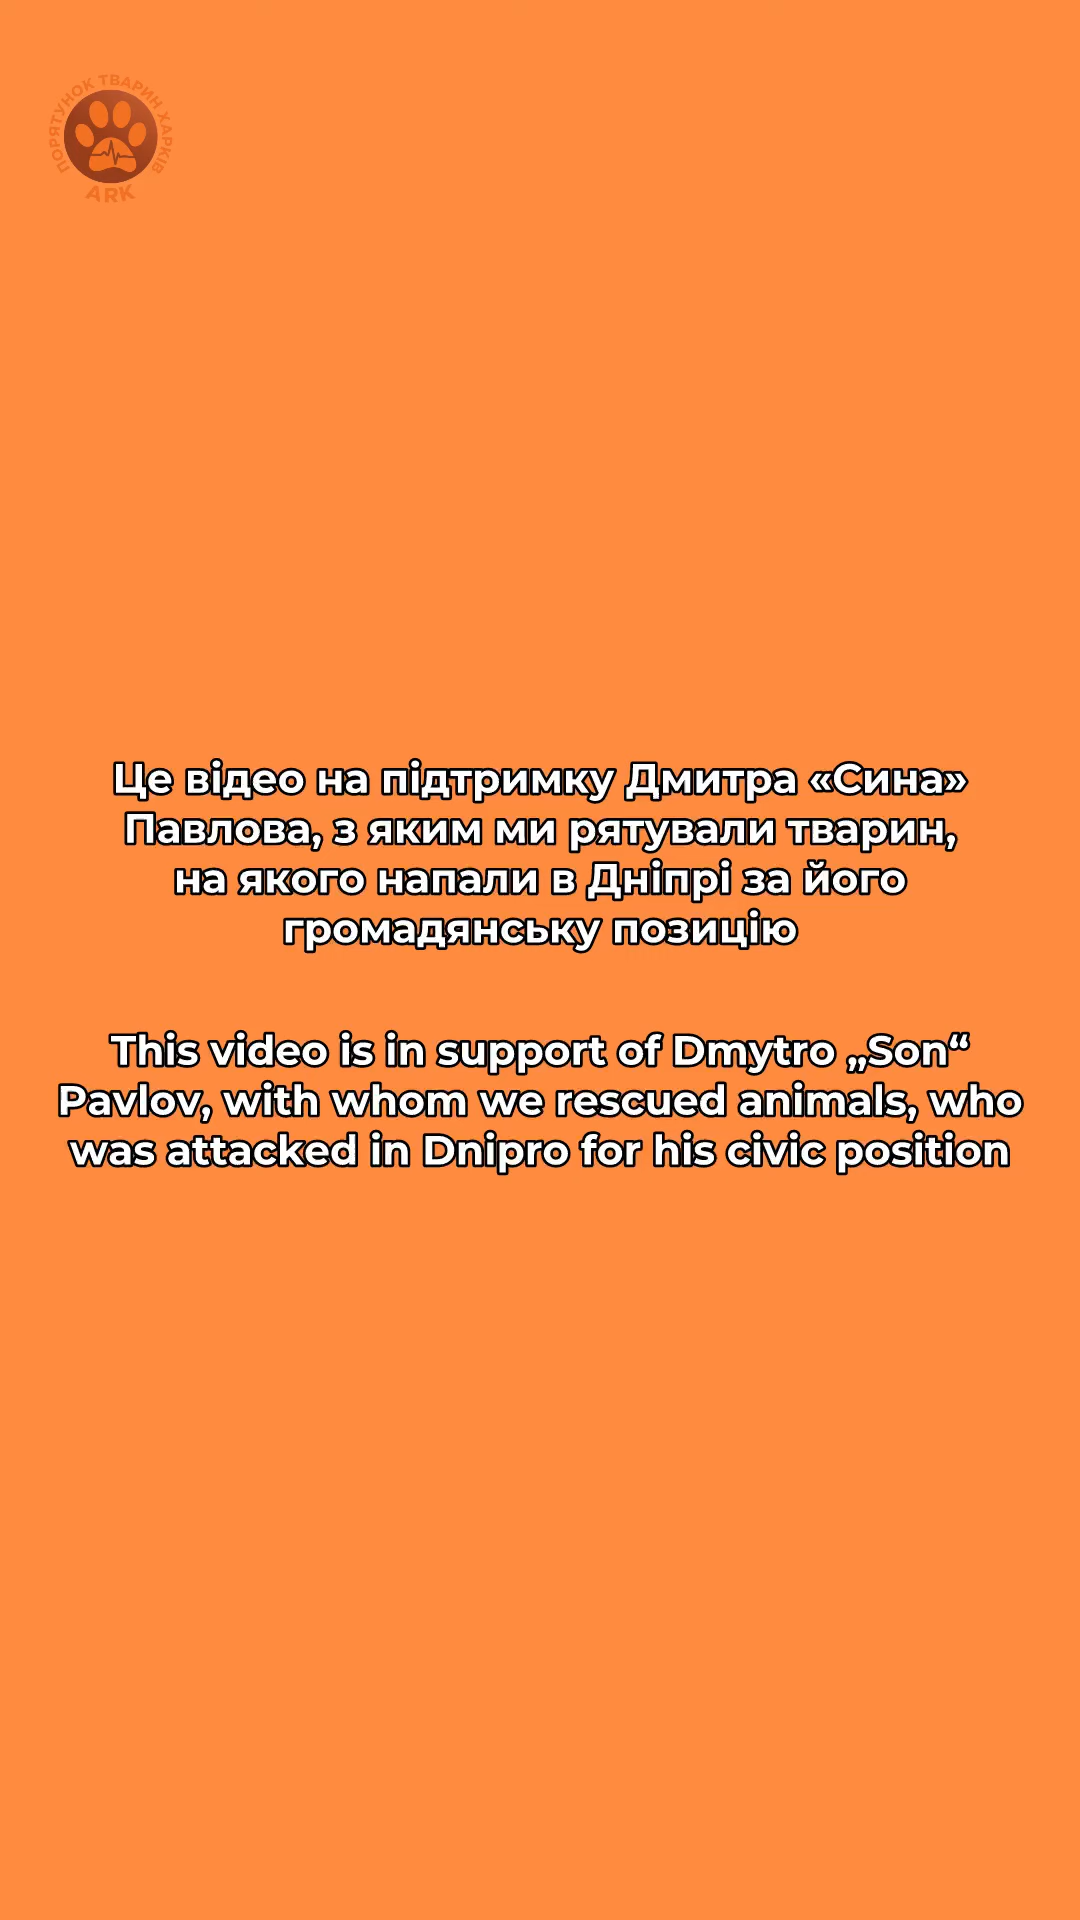 ПОРЯТУНОК ТВАРИН ХАРКІВ
ARK
Це відео на підтримку Дмитра «Сина»
Павлова, з яким ми рятували тварин,
на якого напали в Дніпрі за його
громадянську позицію
This video is in support of Dmytro „Son“
Pavlov, with whom we rescued animals, who
was attacked in Dnipro for his civic position